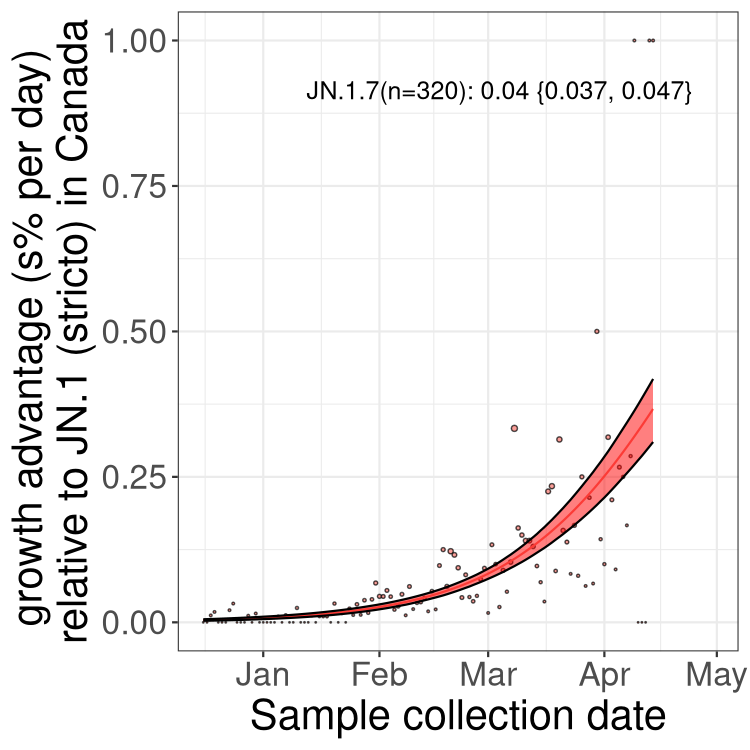 growth advantage (s% per day)
relative to JN.1 (stricto) in Canada
1.00
0.75
0.50
0.25
0.00
JN.1.7(n=320): 0.04 {0.037, 0.047}
Jan Feb Mar Apr May
Sample collection date